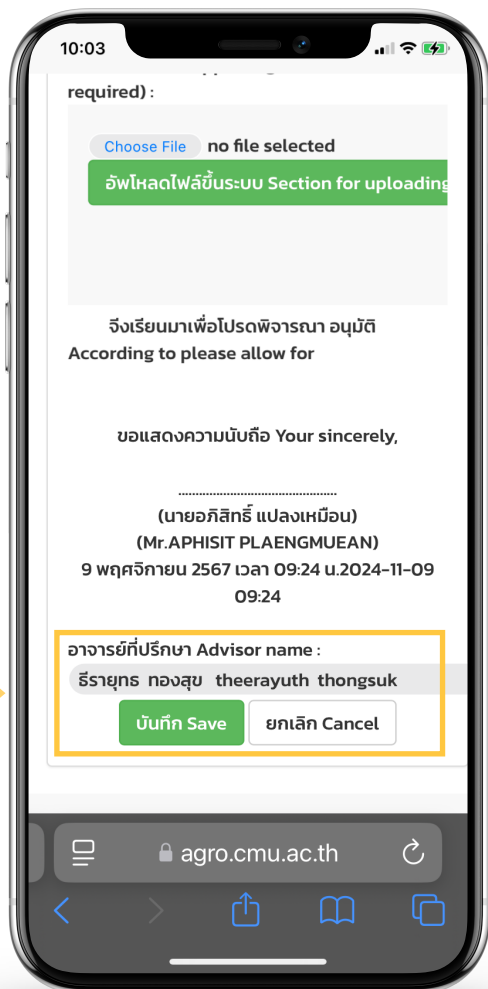 10:03
required) :
Choose File no file selected
อัพโหลดไฟล์ขึ้นระบบ Section for uploading
จึงเรียนมาเพื่อโปรดพิจารณา อนุมัติ
According to please allow for
ขอแสดงความนับถือ Your sincerely,
..............................................
(นายอภิสิทธิ์ แปลงเหมือน)
(Mr.APHISIT PLAENGMUEAN)
9 พฤศจิกายน 2567 เวลา 09:24 น.2024-11-09
09:24
อาจารย์ที่ปรึกษา Advisor name :
ธีรายุทธ ทองสุข theerayuth thongsuk
บันทึก Save ยกเลิก Cancel
agro.cmu.ac.th